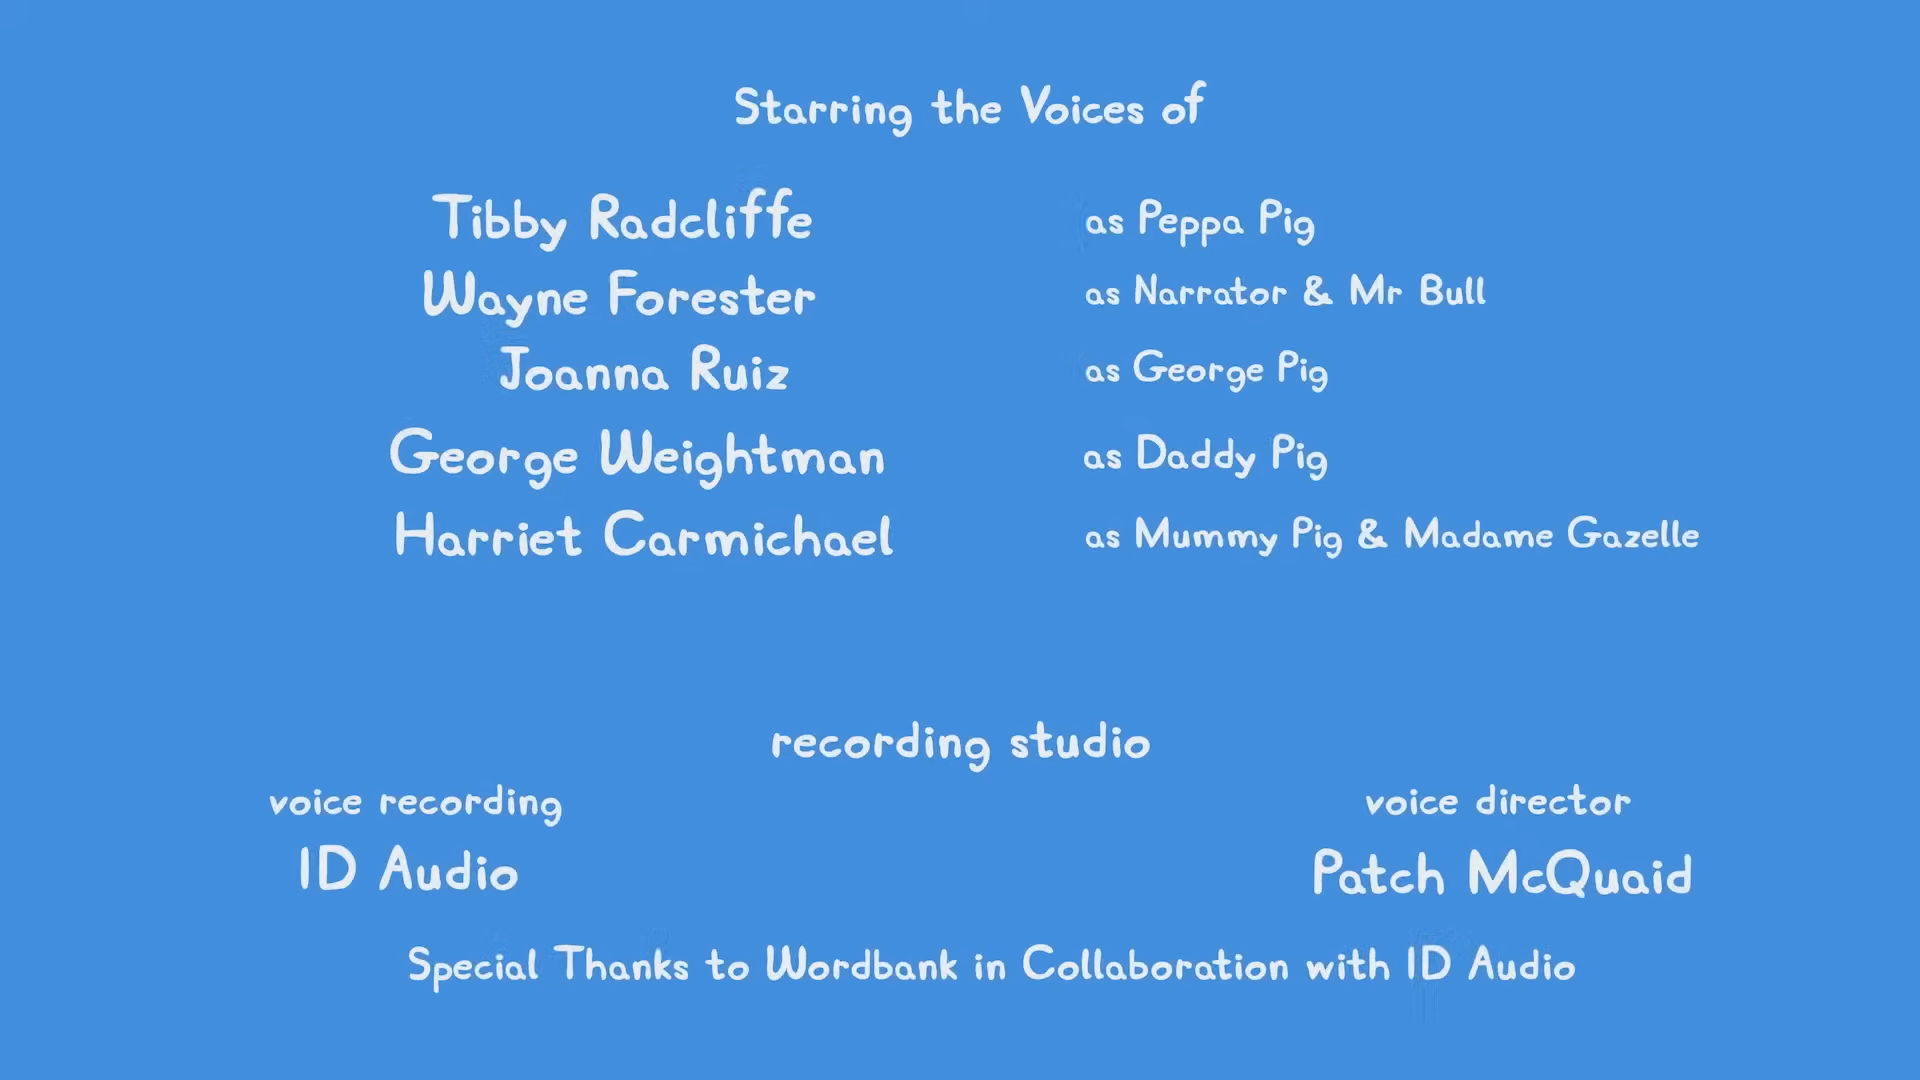 Starring the Voices of
Tibby Radcliffe as Peppa Pig
Wayne Forester as Narrator & Mr Bull
Joanna Ruiz as George Pig
George Weightman as Daddy Pig
Harriet Carmichael as Mummy Pig & Madame Gazelle
recording studio
voice recording voice director
ID Audio Patch McQuaid
Special Thanks to Wordbank in Collaboration with ID Audio